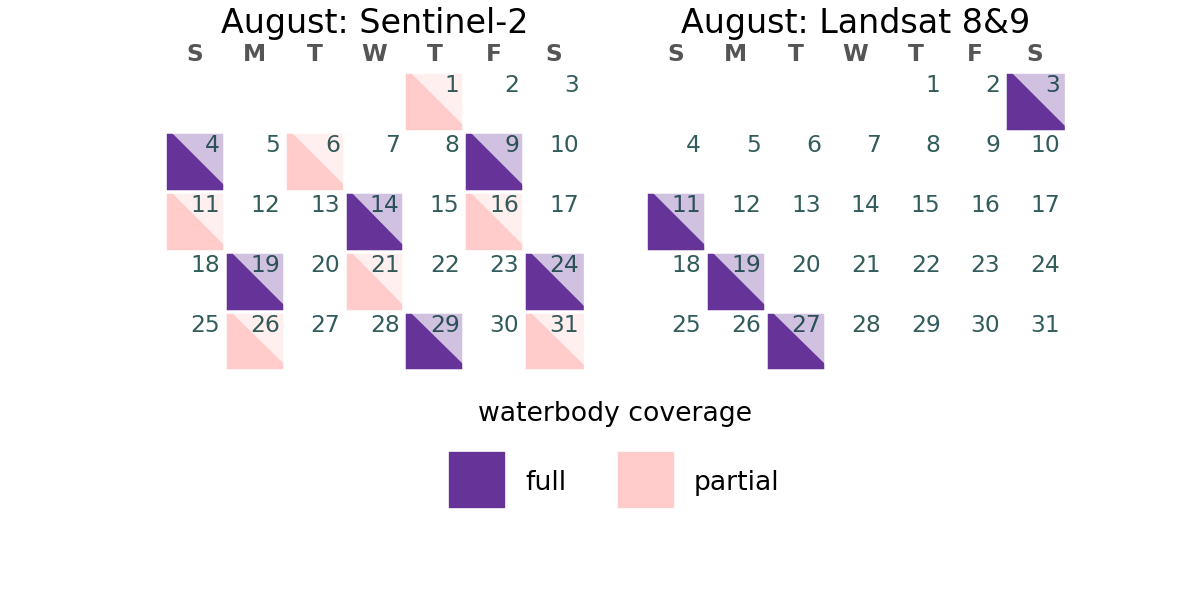 August: Sentinel-2
S M T W T F S
1 2 3
4 5 6 7 8 9 10
11 12 13 14 15 16 17
18 19 20 21 22 23 24
25 26 27 28 29 30 31
August: Landsat 8&9
S M T W T F S
1 2 3
4 5 6 7 8 9 10
11 12 13 14 15 16 17
18 19 20 21 22 23 24
25 26 27 28 29 30 31
waterbody coverage
full partial